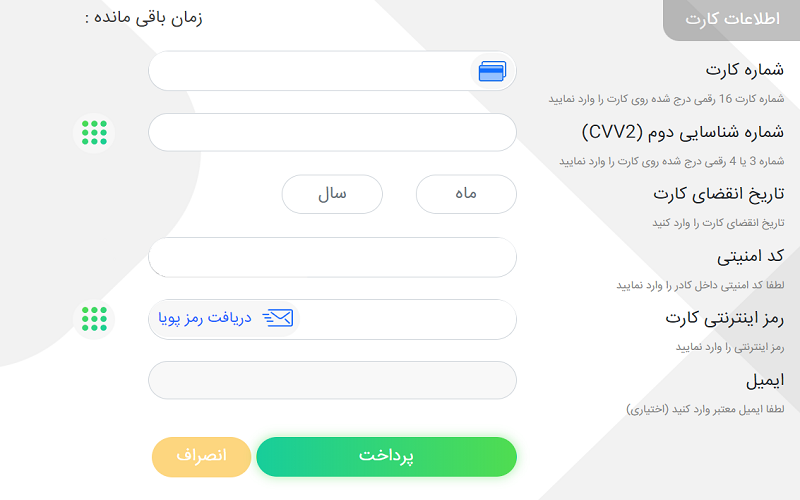 اطلاعات کارت
زمان باقی مانده :
شماره کارت
شماره کارت 16 رقمی درج شده روی کارت را وارد نمایید
شماره شناسایی دوم (CVV2)
شماره 3 یا 4 رقمی درج شده روی کارت را وارد نمایید
تاریخ انقضای کارت
ماه
سال
تاریخ انقضای کارت را وارد کنید
کد امنیتی
لطفا کد امنیتی داخل کادر را وارد نمایید
رمز اینترنتی کارت
دریافت رمز پویا
رمز اینترنتی را وارد نمایید
ایمیل
لطفا ایمیل معتبر وارد کنید (اختیاری)
پرداخت
انصراف